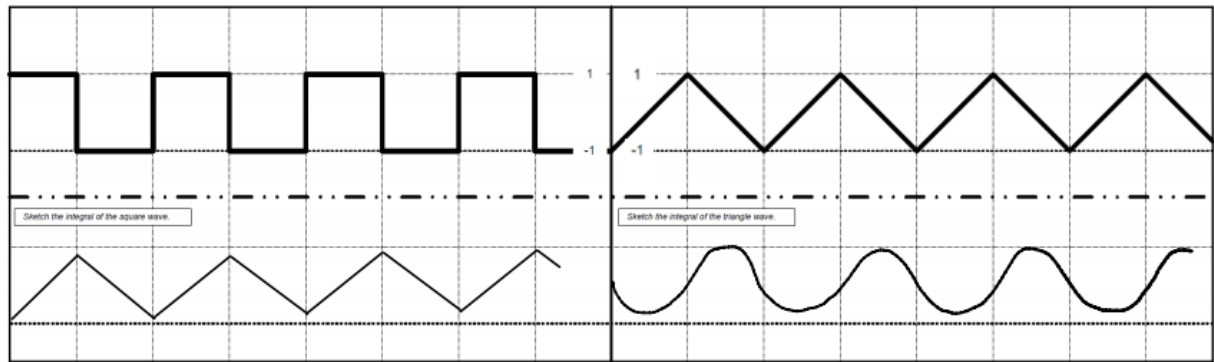 1 1
-1 -1
Sketch the integral of the square wave. Sketch the integral of the triangle wave.